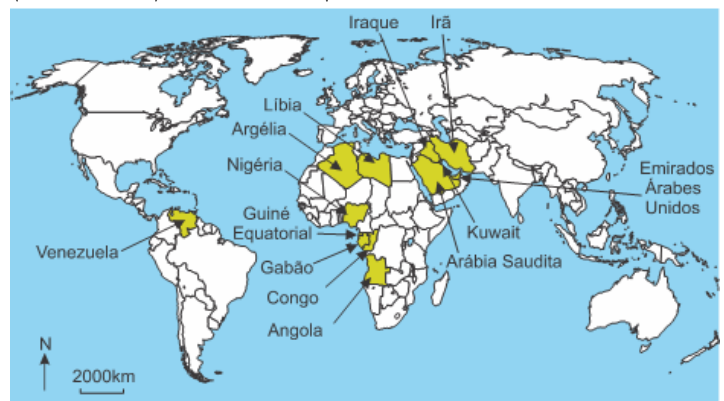 Iraque
Irã
Líbia
Argélia
Nigéria
Guiné
Equatorial
Gabão
Congo
Angola
Venezuela
Emirados
Árabes
Unidos
Kuwait
Arábia Saudita
N
2000km